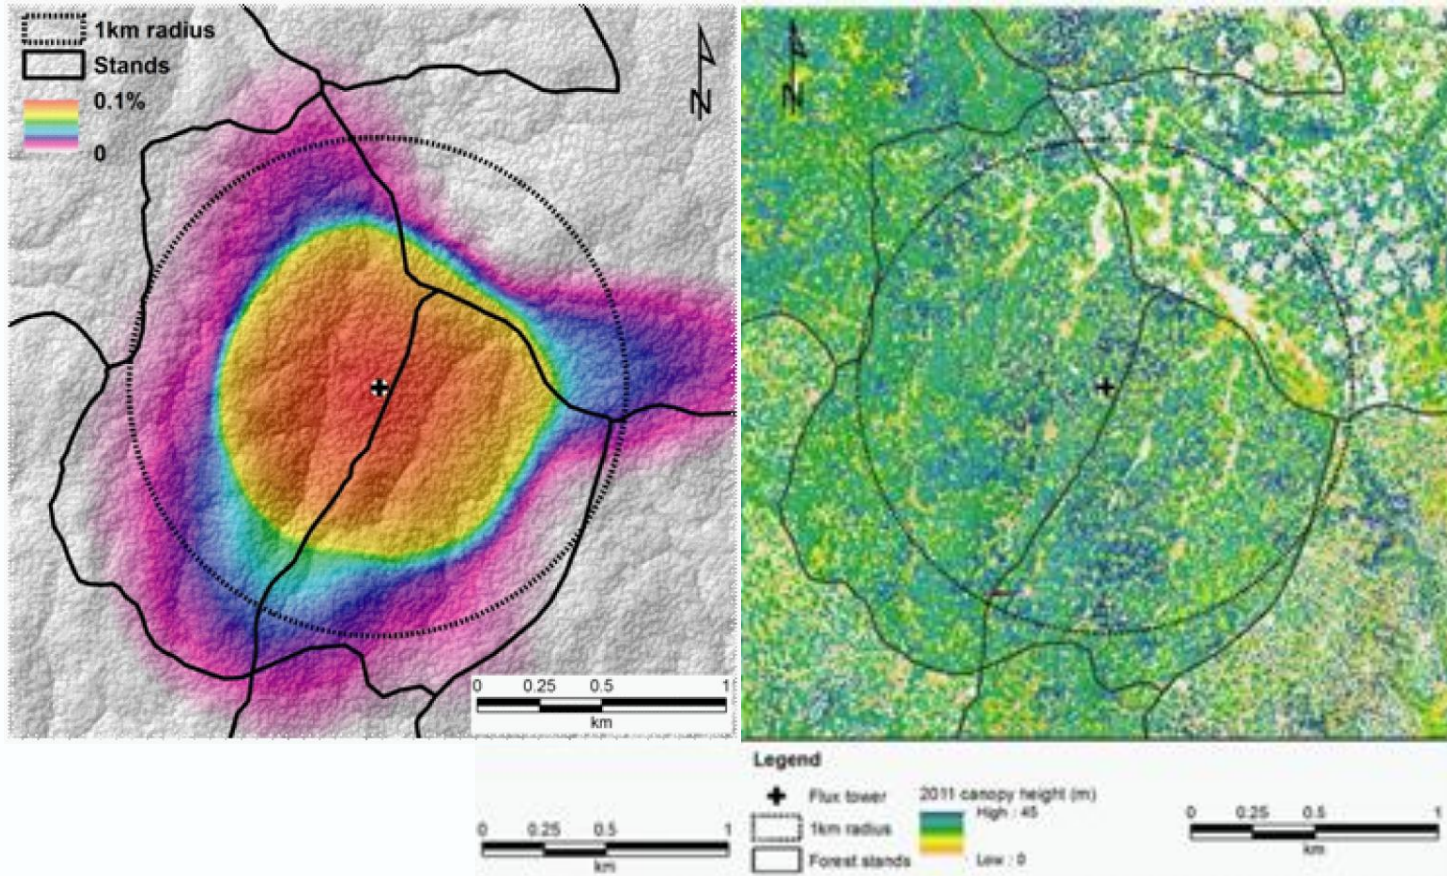 1km radius
Stands
0.1%
0
N
N
0 0.25 0.5 1
km
Legend
Flux tower
1km radius
Forest stands
2011 canopy height (m)
High : 45
Low : 0
0 0.25 0.5 1
km
0 0.25 0.5 1
km